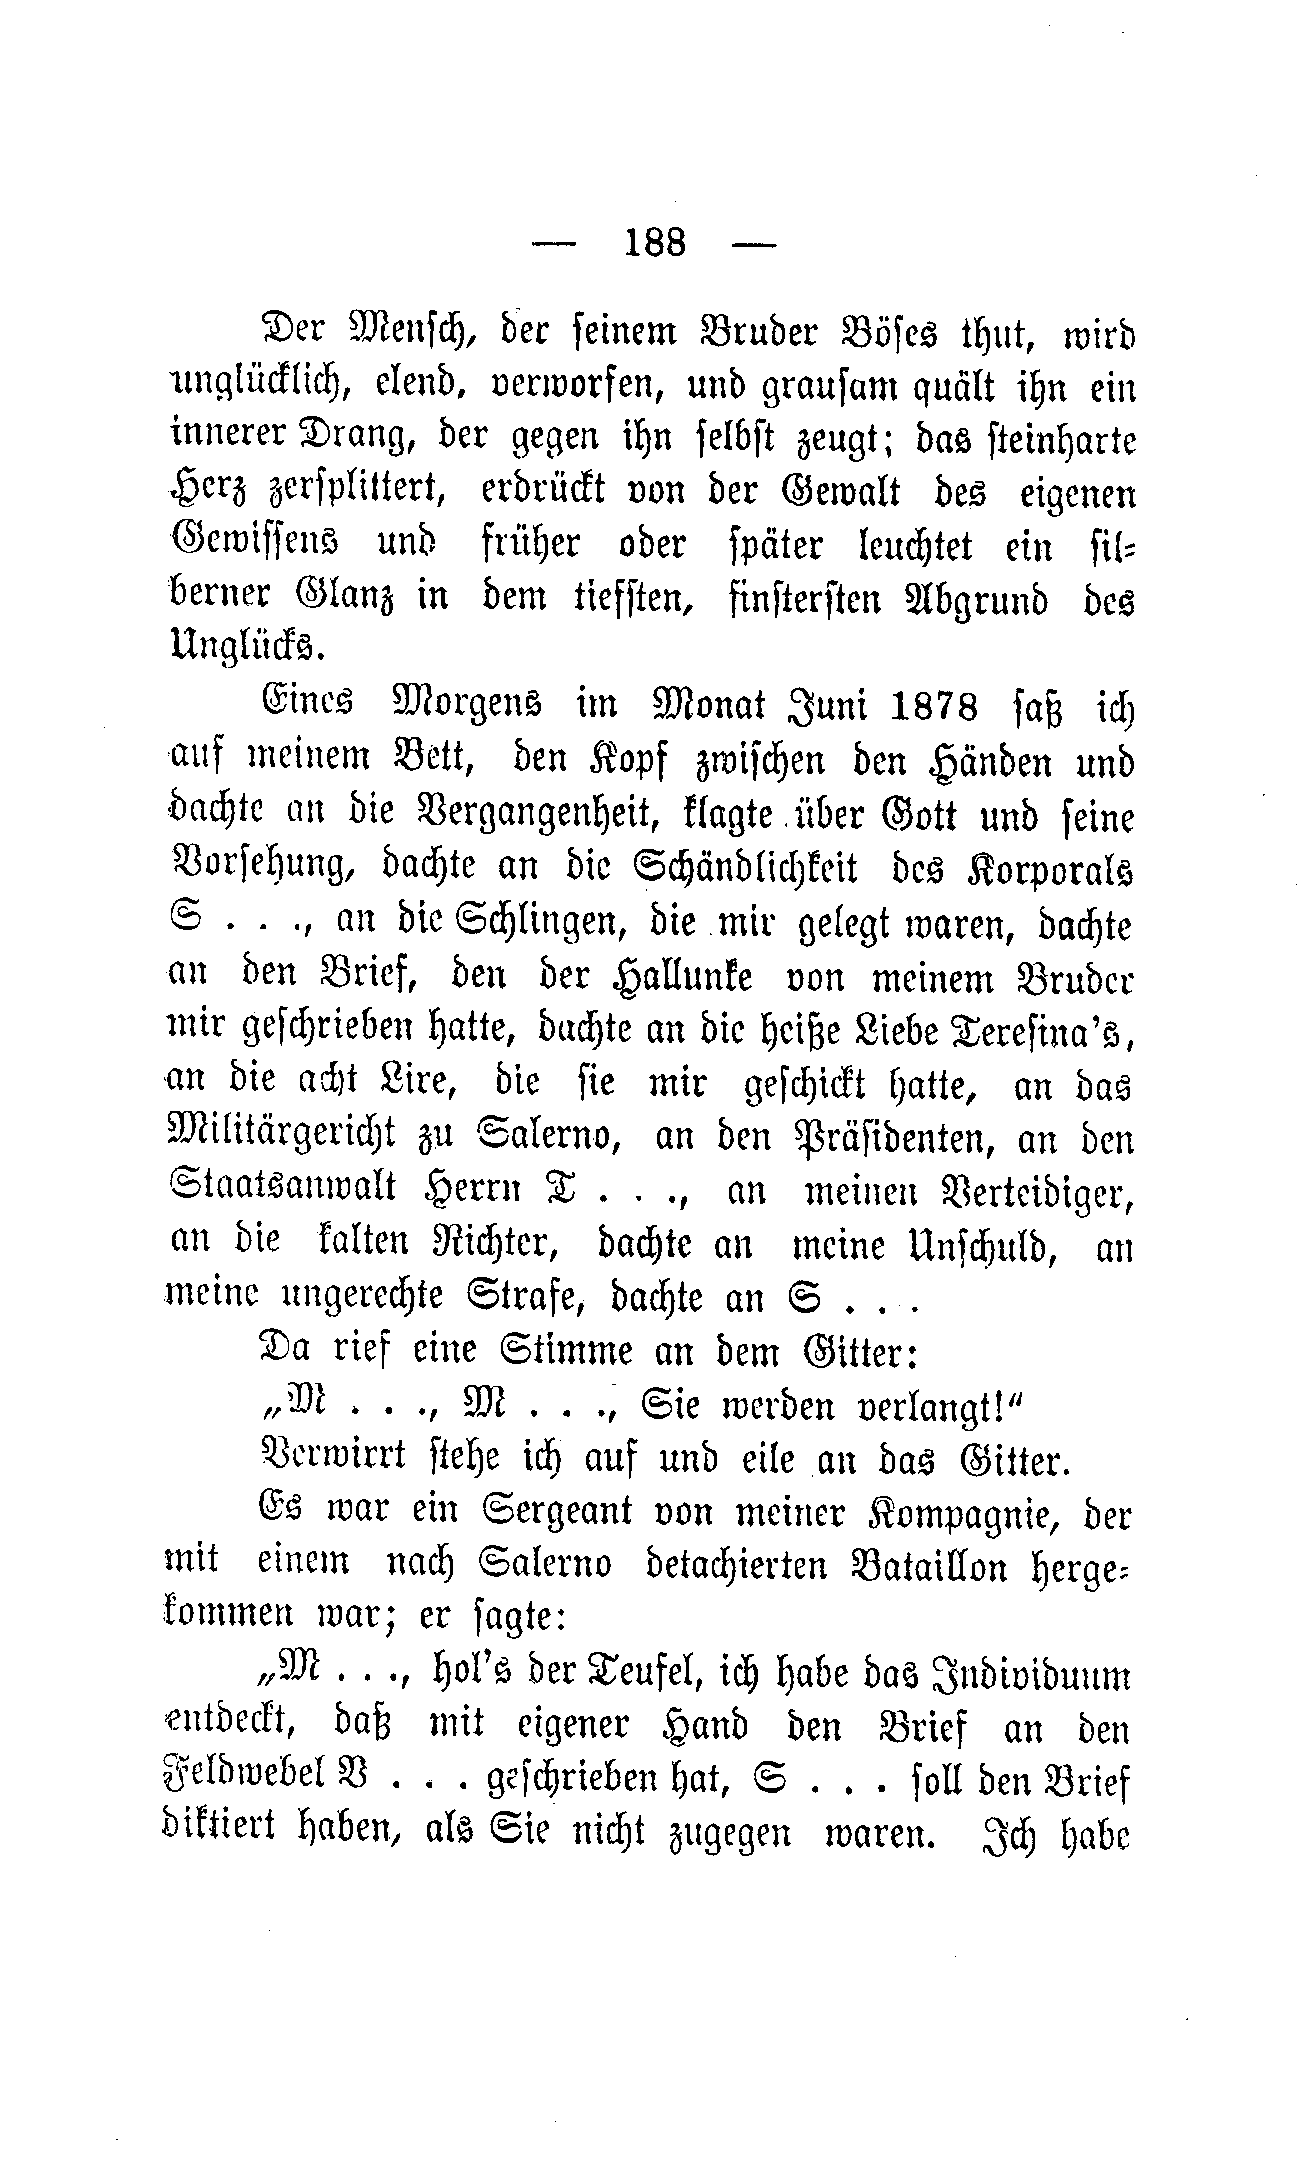 — 188 —
Der Mensch, der seinem Bruder Böses thut, wird
unglücklich, elend, verworfen, und grausam quält ihn ein
innerer Drang, der gegen ihn selbst zeugt; das steinharte
Herz zersplittert, erdrückt von der Gewalt des eigenen
Gewissens und früher oder später leuchtet ein sil-
berner Glanz in dem tiefsten, finstersten Abgrund des
Unglücks.
Eines Morgens im Monat Juni 1878 saß ich
auf meinem Bett, den Kopf zwischen den Händen und
dachte an die Vergangenheit, klagte über Gott und seine
Vorsehung, dachte an die Schändlichkeit des Korporals
S . . ., an die Schlingen, die mir gelegt waren, dachte
an den Brief, den der Hallunke von meinem Bruder
mir geschrieben hatte, dachte an die heiße Liebe Teresina's,
an die acht Lire, die sie mir geschickt hatte, an das
Militärgericht zu Salerno, an den Präsidenten, an den
Staatsanwalt Herrn T . . ., an meinen Verteidiger,
an die kalten Richter, dachte an meine Unschuld, an
meine ungerechte Strafe, dachte an S . . .
Da rief eine Stimme an dem Gitter:
„M . . ., M . . ., Sie werden verlangt!“
Verwirrt stehe ich auf und eile an das Gitter.
Es war ein Sergeant von meiner Kompagnie, der
mit einem nach Salerno detachierten Bataillon herge-
kommen war; er sagte:
„M . . ., hol's der Teufel, ich habe das Individuum
entdeckt, daß mit eigener Hand den Brief an den
Feldwebel V . . . geschrieben hat, S . . . soll den Brief
diktiert haben, als Sie nicht zugegen waren. Ich habe